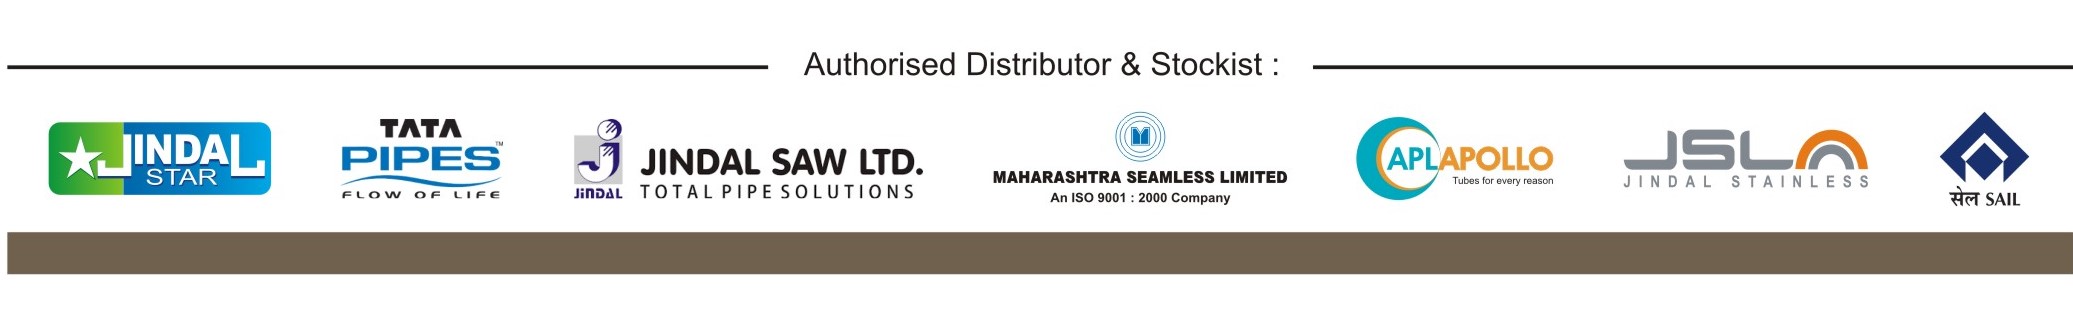 Authorised Distributor & Stockist :
JINDAL
STAR
TATA
PIPES™
FLOW OF LIFE
JINDAL
JINDAL SAW LTD.
TOTAL PIPE SOLUTIONS
MAHARASHTRA SEAMLESS LIMITED
An ISO 9001 : 2000 Company
APL APOLLO
Tubes for every reason
JSL
JINDAL STAINLESS
सेल SAIL